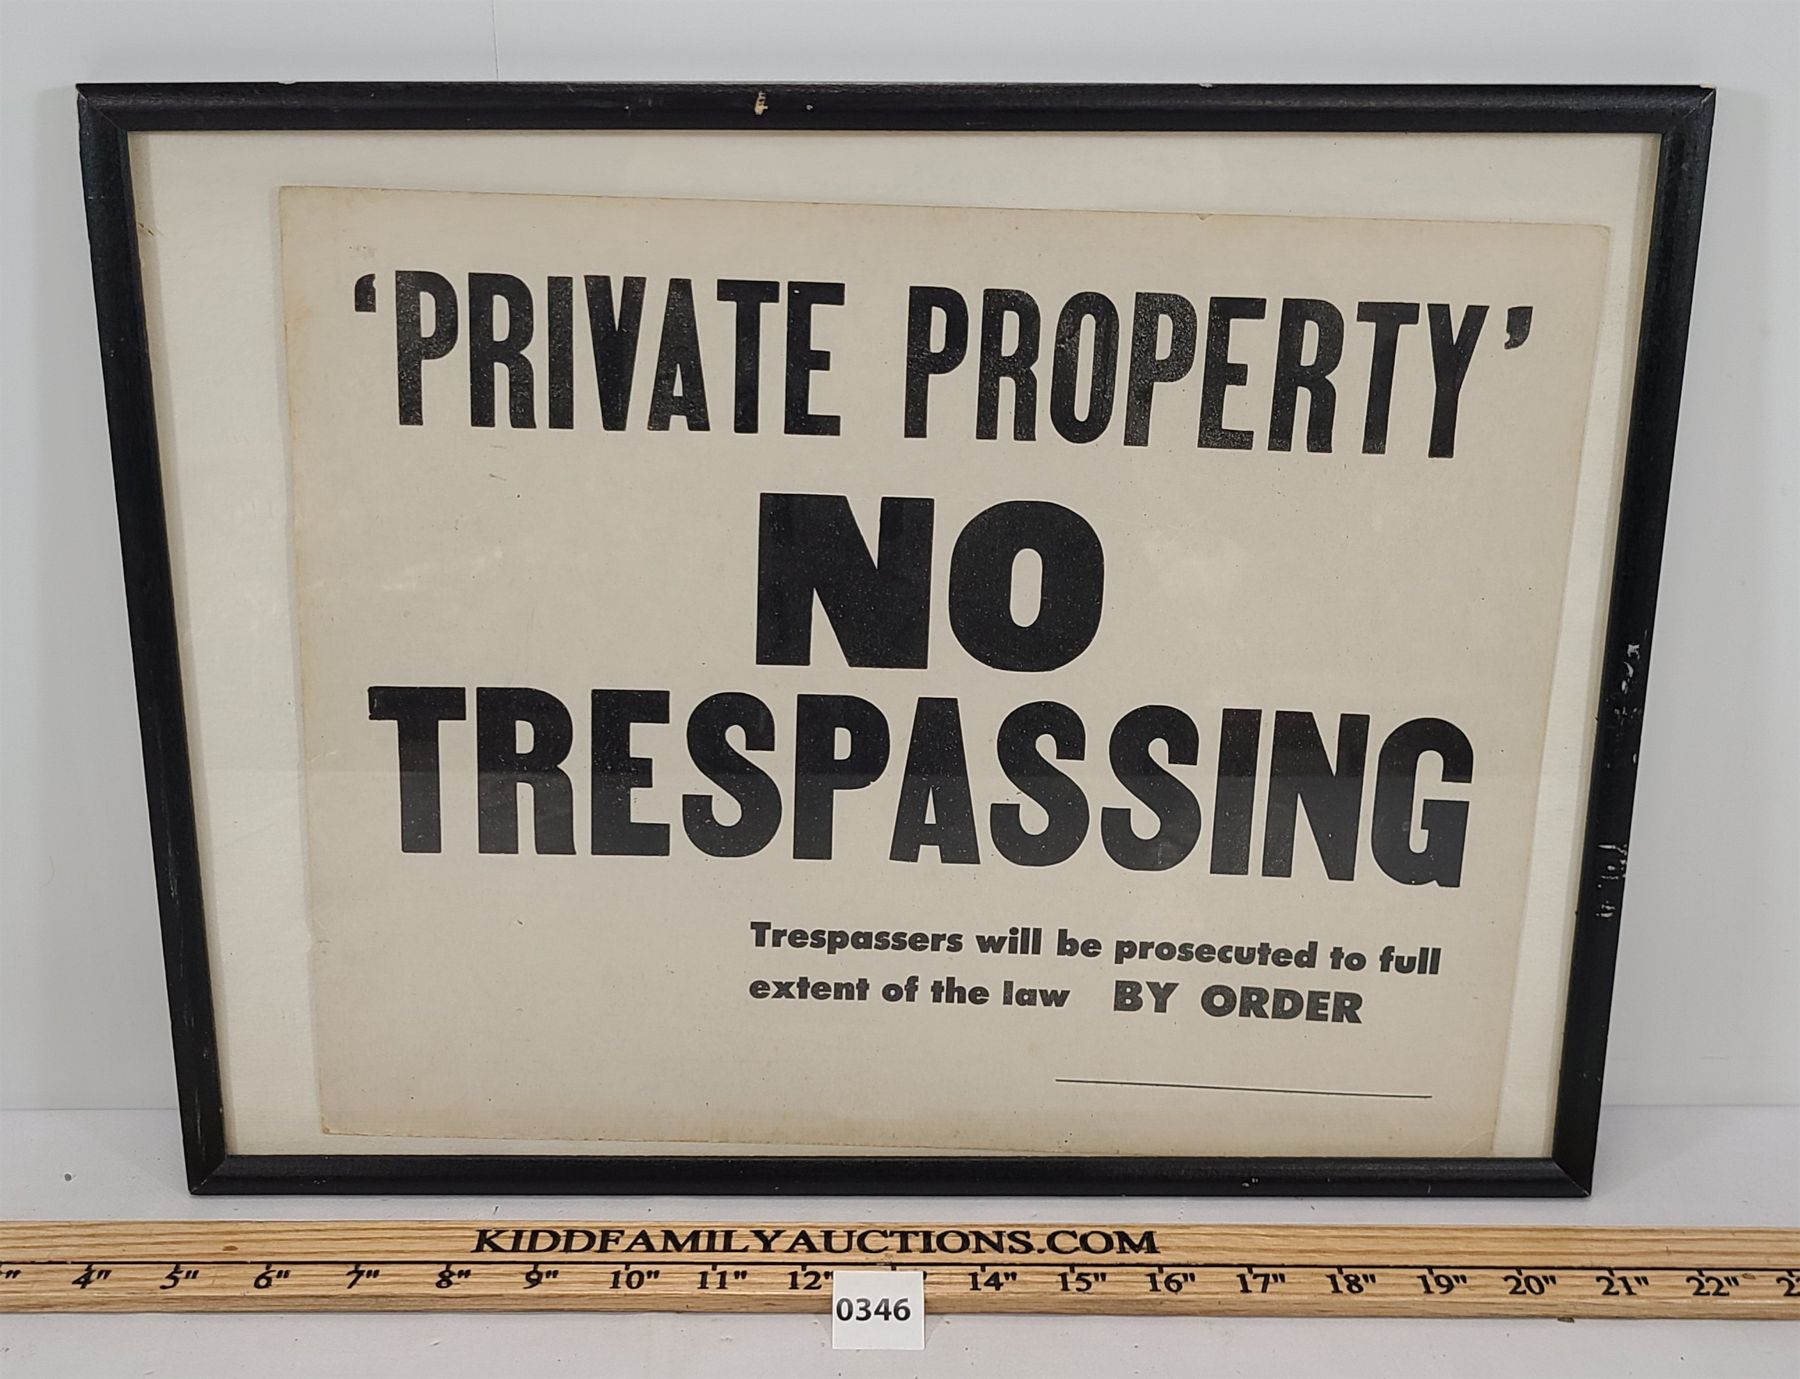 ‘PRIVATE PROPERTY’
NO
TRESPASSING
Trespassers will be prosecuted to full
extent of the law BY ORDER
KIDDFAMILYAUCTIONS.COM
4" 5" 6" 7" 8" 9" 10" 11" 12" 14" 15" 16" 17" 18" 19" 20" 21" 22"
0346